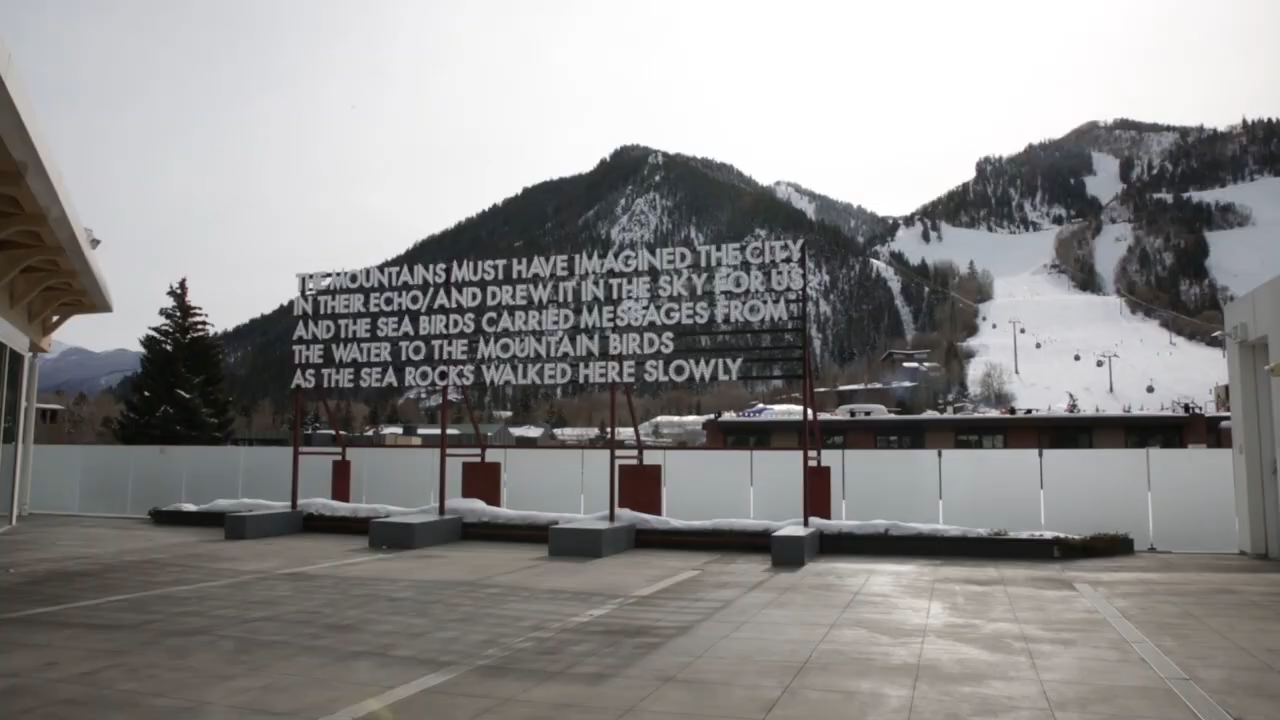 THE MOUNTAINS MUST HAVE IMAGINED THE CITY
IN THEIR ECHO/AND DREW IT IN THE SKY FOR US
AND THE SEA BIRDS CARRIED MESSAGES FROM
THE WATER TO THE MOUNTAIN BIRDS
AS THE SEA ROCKS WALKED HERE SLOWLY